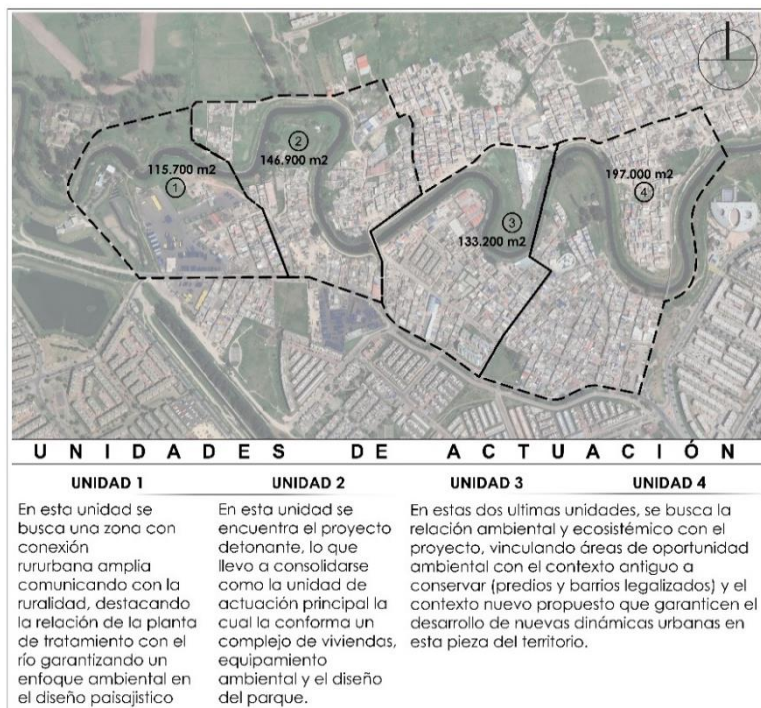 115.700 m2
1
2
146.900 m2
3
133.200 m2
197.000 m2
4
UNIDADES DE ACTUACIÓN
UNIDAD 1
En esta unidad se
busca una zona con
conexión
rururbana amplia
comunicando con la
ruralidad, destacando
la relación de la planta
de tratamiento con el
río garantizando un
enfoque ambiental en
el diseño paisajistico
UNIDAD 2
En esta unidad se
encuentra el proyecto
detonante, lo que
llevo a consolidarse
como la unidad de
actuación principal la
cual la conforma un
complejo de viviendas,
equipamiento
ambiental y el diseño
del parque.
UNIDAD 3
UNIDAD 4
En estas dos ultimas unidades, se busca la
relación ambiental y ecosistémico con el
proyecto, vinculando áreas de oportunidad
ambiental con el contexto antiguo a
conservar (predios y barrios legalizados) y el
contexto nuevo propuesto que garanticen el
desarrollo de nuevas dinámicas urbanas en
esta pieza del territorio.